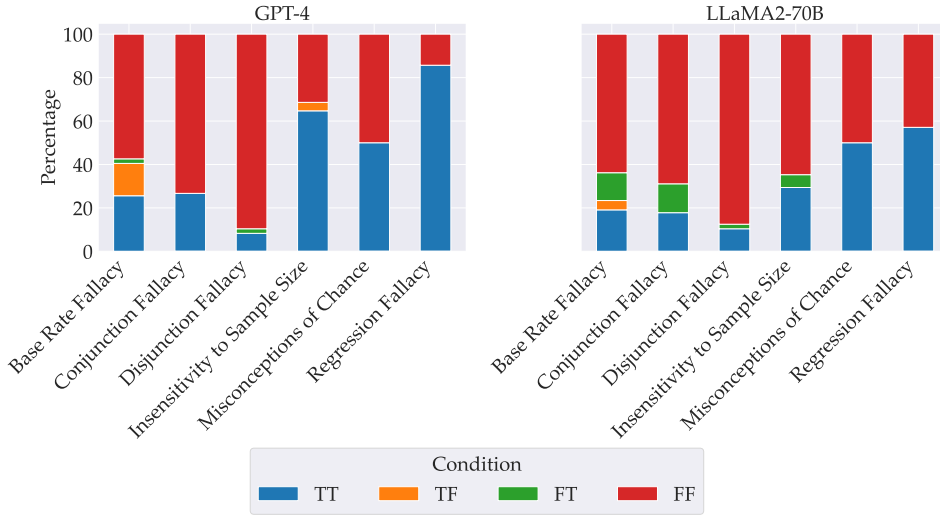 GPT-4
LLaMA2-70B
Percentage
100
80
60
40
20
0
Base Rate Fallacy
Conjunction Fallacy
Disjunction Fallacy
Insensitivity to Sample Size
Misconceptions of Chance
Regression Fallacy
Base Rate Fallacy
Conjunction Fallacy
Disjunction Fallacy
Insensitivity to Sample Size
Misconceptions of Chance
Regression Fallacy
Condition
TT TF FT FF